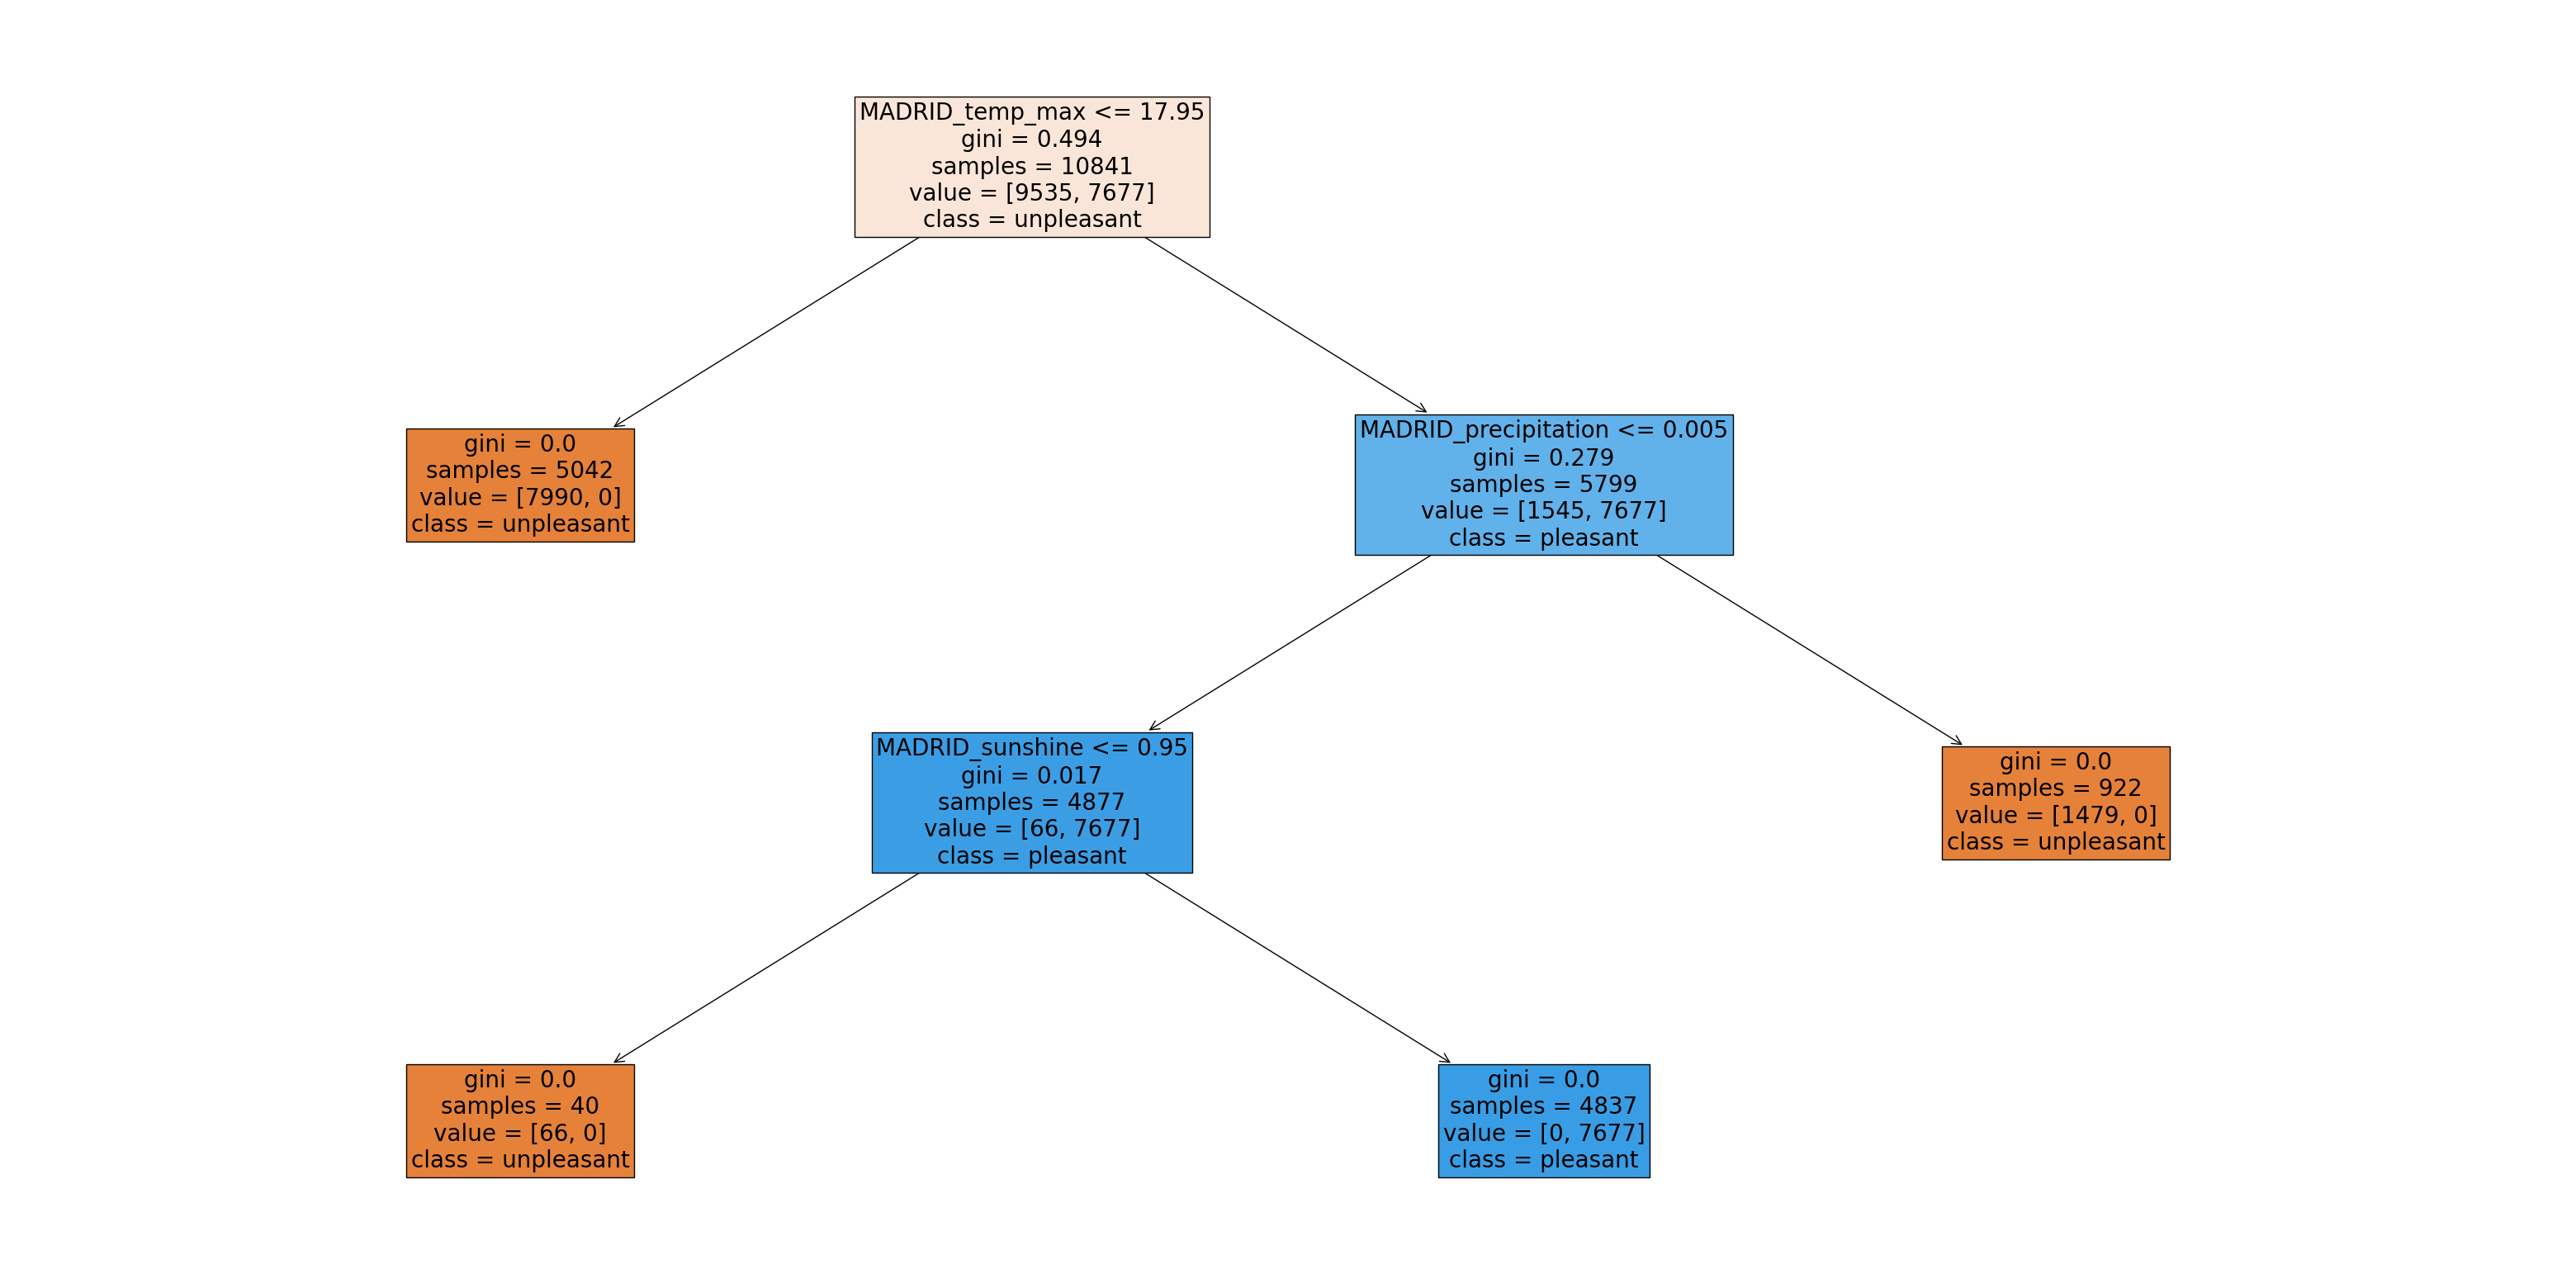 MADRID_temp_max <= 17.95
gini = 0.494
samples = 10841
value = [9535, 7677]
class = unpleasant
gini = 0.0
samples = 5042
value = [7990, 0]
class = unpleasant
MADRID_precipitation <= 0.005
gini = 0.279
samples = 5799
value = [1545, 7677]
class = pleasant
MADRID_sunshine <= 0.95
gini = 0.017
samples = 4877
value = [66, 7677]
class = pleasant
gini = 0.0
samples = 922
value = [1479, 0]
class = unpleasant
gini = 0.0
samples = 40
value = [66, 0]
class = unpleasant
gini = 0.0
samples = 4837
value = [0, 7677]
class = pleasant